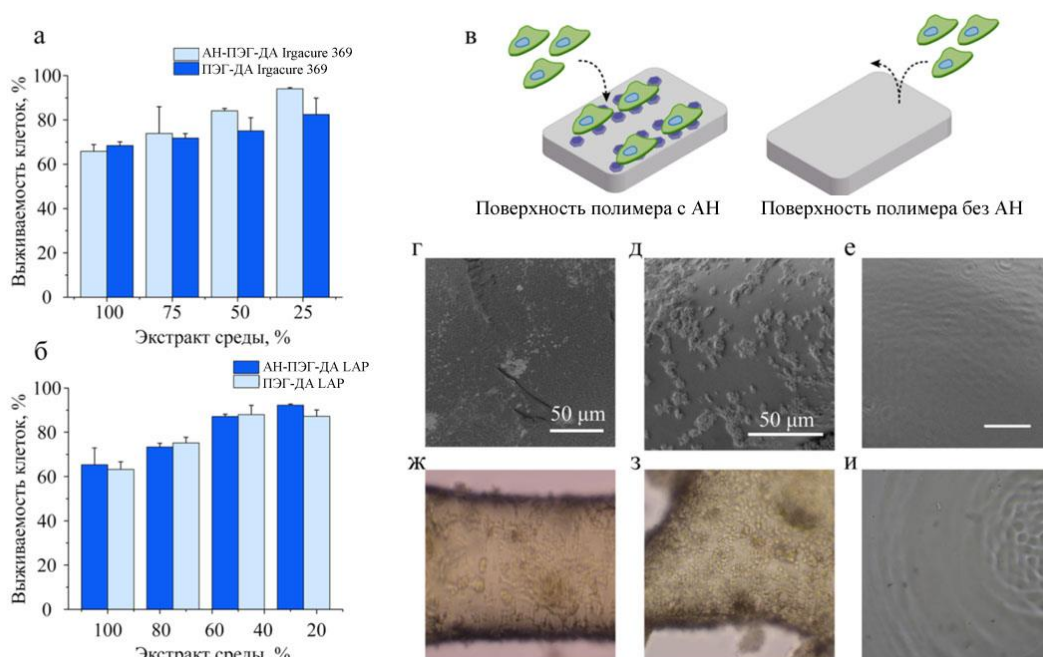 а
АН-ПЭГ-ДА Irgacure 369
ПЭГ-ДА Irgacure 369
100
80
60
40
20
0
Выживаемость клеток, %
100 75 50 25
Экстракт среды, %
б
АН-ПЭГ-ДА LAP
ПЭГ-ДА LAP
100
80
60
40
20
0
Выживаемость клеток, %
100 80 60 40 20
Экстракт среды, %
в
Поверхность полимера с АН
Поверхность полимера без АН
г
50 μm
д
50 μm
е
ж
з
и